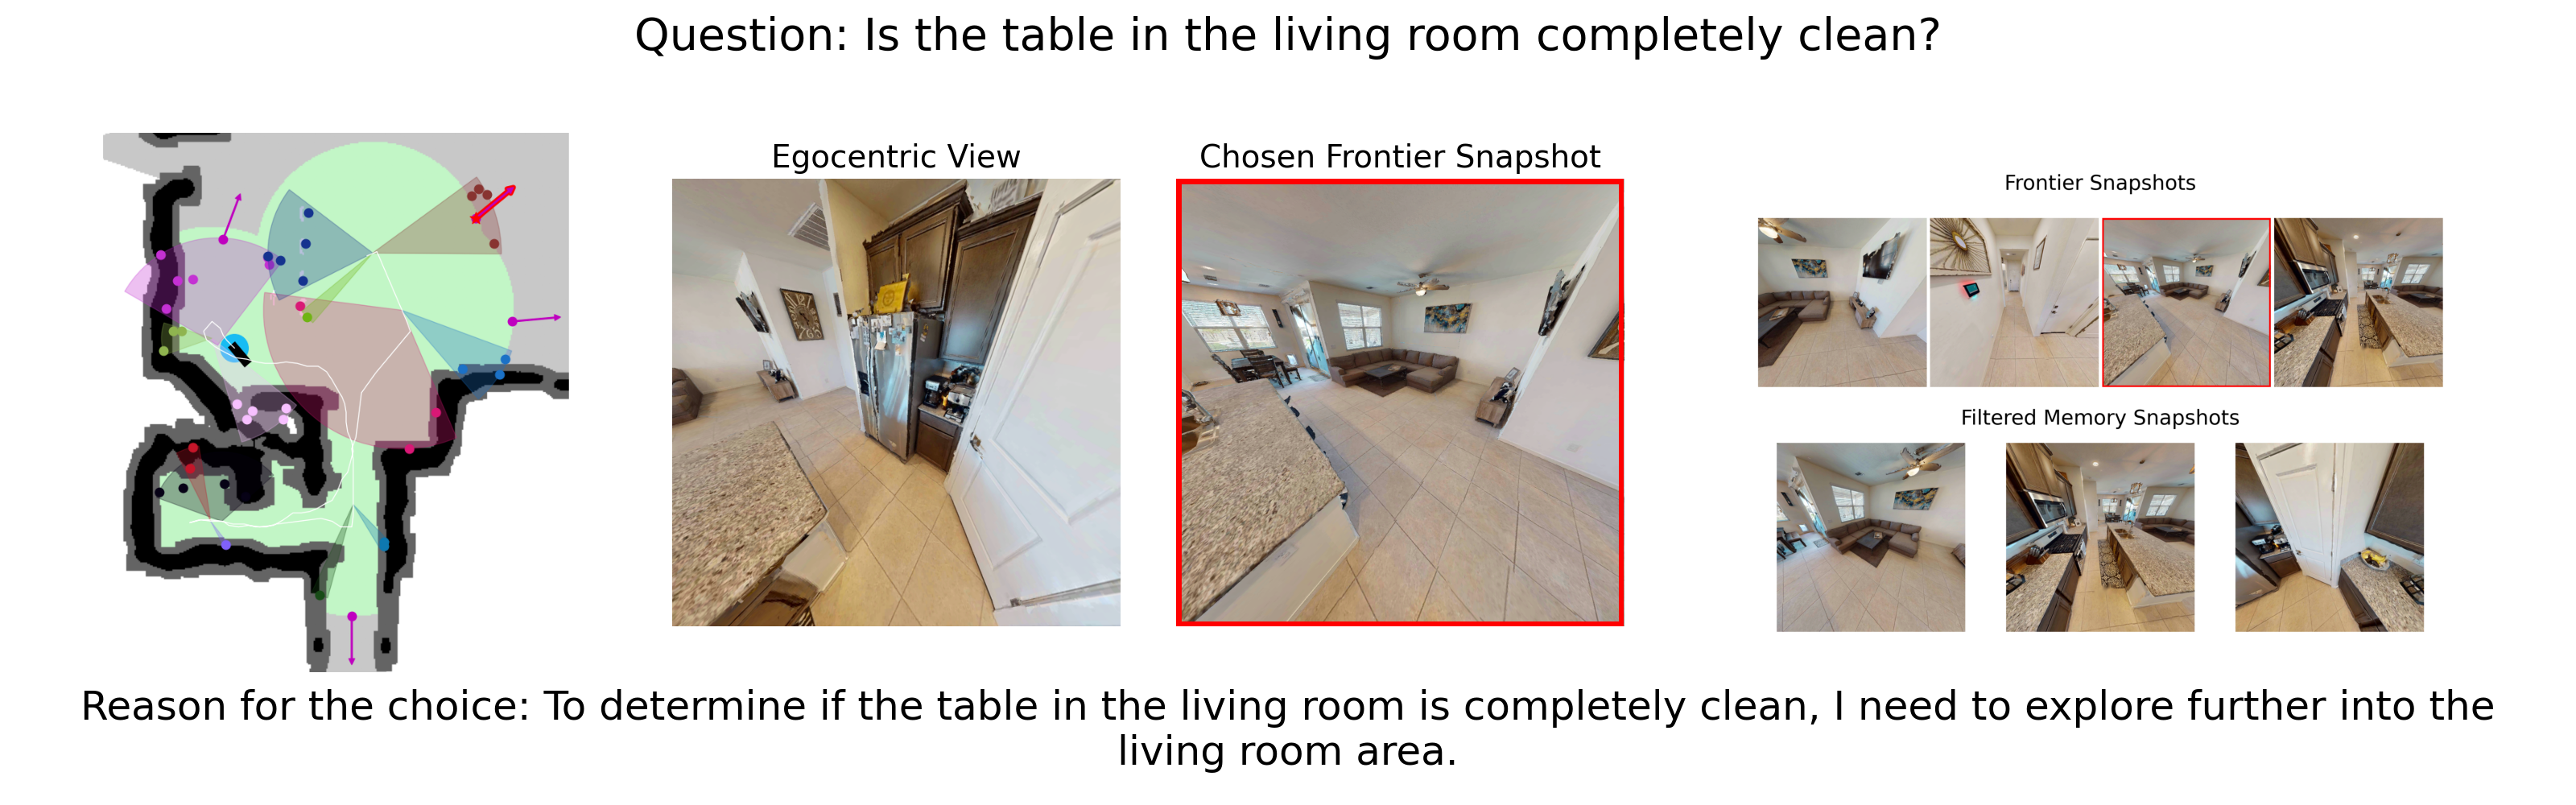 Question: Is the table in the living room completely clean?
Egocentric View
Chosen Frontier Snapshot
Frontier Snapshots
Filtered Memory Snapshots
Reason for the choice: To determine if the table in the living room is completely clean, I need to explore further into the
living room area.